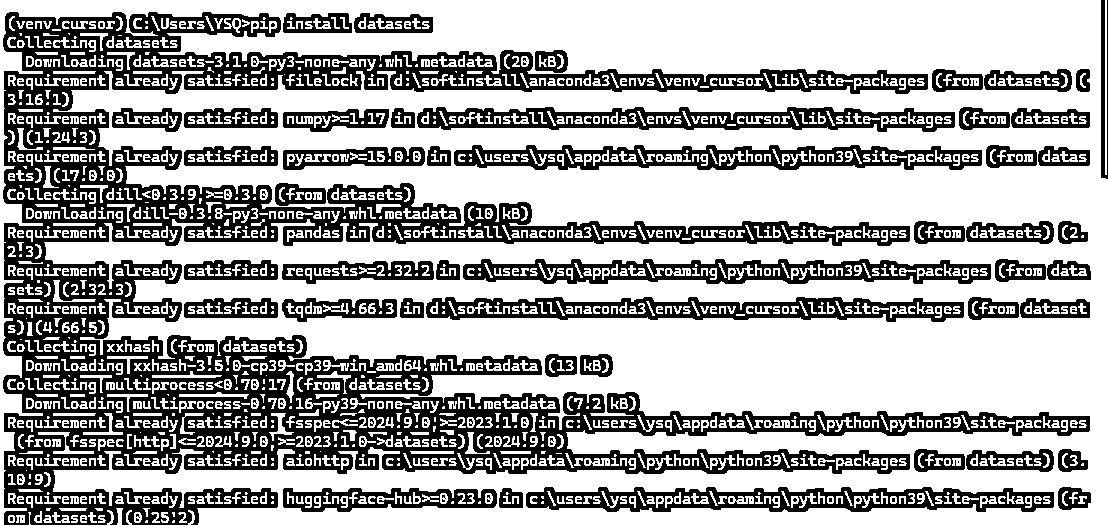 (venv_cursor) C:\Users\YSQ>pip install datasets
Collecting datasets
  Downloading datasets-3.1.0-py3-none-any.whl.metadata (20 kB)
Requirement already satisfied: filelock in d:\softinstall\anaconda3\envs\venv_cursor\lib\site-packages (from datasets) (
3.16.1)
Requirement already satisfied: numpy>=1.17 in d:\softinstall\anaconda3\envs\venv_cursor\lib\site-packages (from datasets
) (1.24.3)
Requirement already satisfied: pyarrow>=15.0.0 in c:\users\ysq\appdata\roaming\python\python39\site-packages (from datas
ets) (17.0.0)
Collecting dill<0.3.9,>=0.3.0 (from datasets)
  Downloading dill-0.3.8-py3-none-any.whl.metadata (10 kB)
Requirement already satisfied: pandas in d:\softinstall\anaconda3\envs\venv_cursor\lib\site-packages (from datasets) (2.
2.3)
Requirement already satisfied: requests>=2.32.2 in c:\users\ysq\appdata\roaming\python\python39\site-packages (from data
sets) (2.32.3)
Requirement already satisfied: tqdm>=4.66.3 in d:\softinstall\anaconda3\envs\venv_cursor\lib\site-packages (from dataset
s) (4.66.5)
Collecting xxhash (from datasets)
  Downloading xxhash-3.5.0-cp39-cp39-win_amd64.whl.metadata (13 kB)
Collecting multiprocess<0.70.17 (from datasets)
  Downloading multiprocess-0.70.16-py39-none-any.whl.metadata (7.2 kB)
Requirement already satisfied: fsspec<=2024.9.0,>=2023.1.0 in c:\users\ysq\appdata\roaming\python\python39\site-packages
 (from fsspec[http]<=2024.9.0,>=2023.1.0->datasets) (2024.9.0)
Requirement already satisfied: aiohttp in c:\users\ysq\appdata\roaming\python\python39\site-packages (from datasets) (3.
10.9)
Requirement already satisfied: huggingface-hub>=0.23.0 in c:\users\ysq\appdata\roaming\python\python39\site-packages (fr
om datasets) (0.25.2)